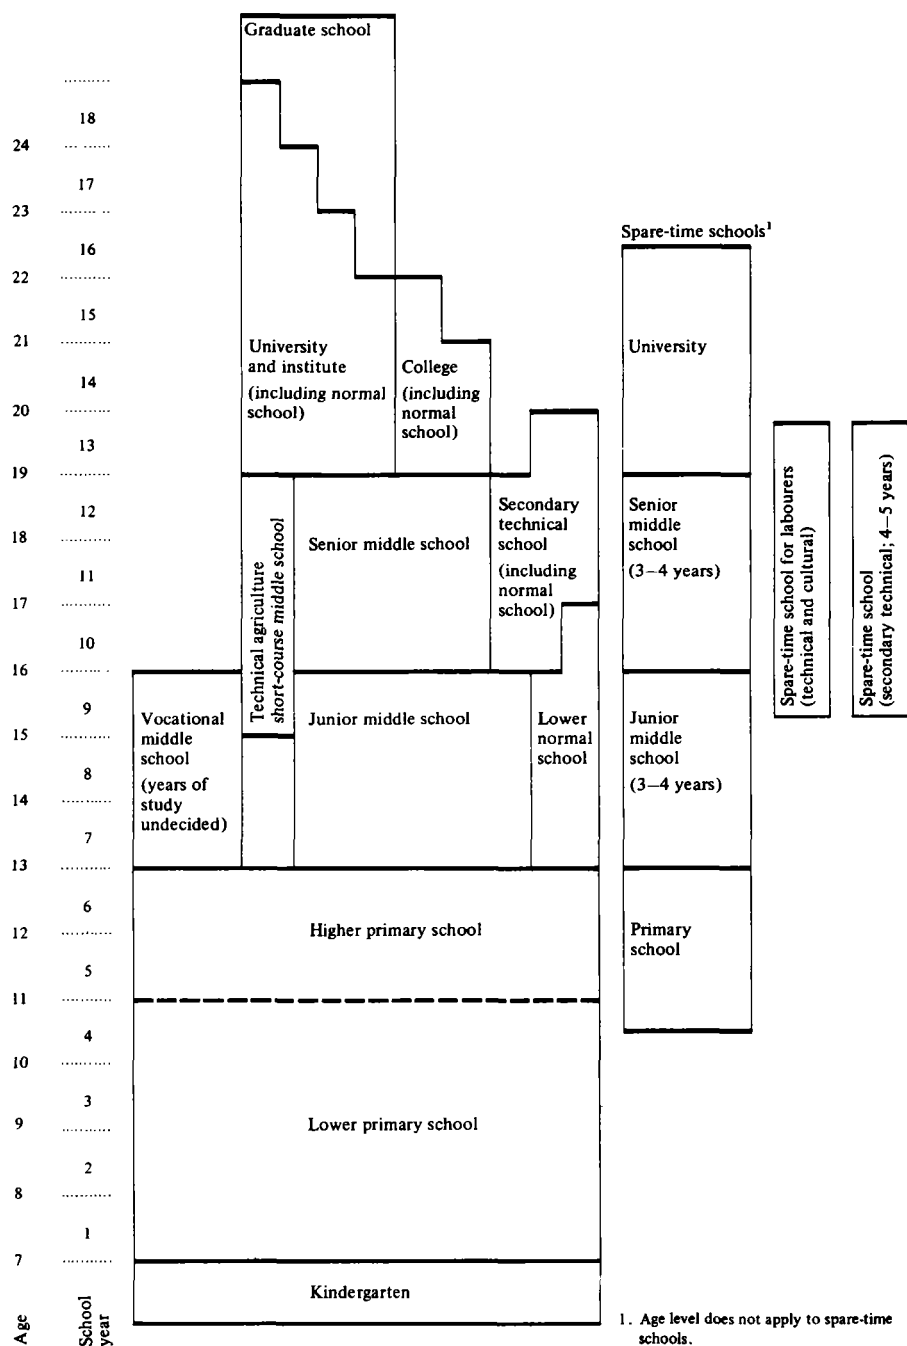 Graduate school
18
24
17
23
16
22
15
21
14
20
13
19
12
18
11
17
10
16
9
15
8
14
7
13
6
12
5
11
4
10
3
9
2
8
1
7
Age
School
year
University
and institute
(including normal
school)
College
(including
normal
school)
Technical agriculture
short-course middle school
Senior middle school
Secondary
technical
school
(including
normal
school)
Vocational
middle
school
(years of
study
undecided)
Junior middle school
Lower
normal
school
Higher primary school
Lower primary school
Kindergarten
Spare-time schools¹
University
Senior
middle
school
(3–4 years)
Junior
middle
school
(3–4 years)
Primary
school
Spare-time school for labourers
(technical and cultural)
Spare-time school
(secondary technical; 4–5 years)
1. Age level does not apply to spare-time
schools.